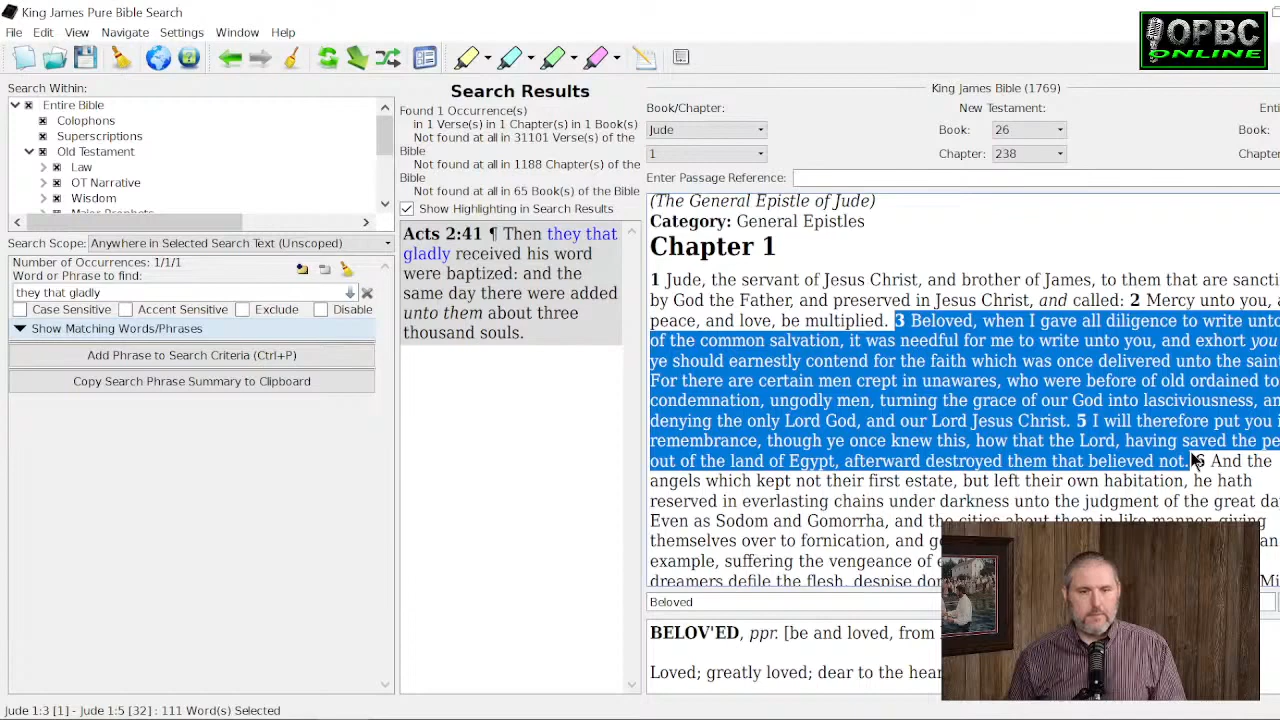 King James Pure Bible Search
File Edit View Navigate Settings Window Help
OPBC
ONLINE
Search Within:
Entire Bible
Colophons
Superscriptions
Old Testament
Law
OT Narrative
Wisdom
Major Prophets
Search Scope: Anywhere in Selected Search Text (Unscoped)
Number of Occurrences: 1/1/1
Word or Phrase to find:
they that gladly
Case Sensitive Accent Sensitive Exclude Disable
Show Matching Words/Phrases
Add Phrase to Search Criteria (Ctrl+P)
Copy Search Phrase Summary to Clipboard
Search Results
Found 1 Occurrence(s)
in 1 Verse(s) in 1 Chapter(s) in 1 Book(s)
Not found at all in 31101 Verse(s) of the
Bible
Not found at all in 1188 Chapter(s) of the
Bible
Not found at all in 65 Book(s) of the Bible
Show Highlighting in Search Results
Acts 2:41 ¶ Then they that
gladly received his word
were baptized: and the
same day there were added
unto them about three
thousand souls.
King James Bible (1769)
Book/Chapter: New Testament:
Jude Book: 26 Book:
1 Chapter: 238
Enter Passage Reference:
(The General Epistle of Jude)
Category: General Epistles
Chapter 1
1 Jude, the servant of Jesus Christ, and brother of James, to them that are
by God the Father, and preserved in Jesus Christ, and called: 2 Mercy unto you,
peace, and love, be multiplied. 3 Beloved, when I gave all diligence to write
of the common salvation, it was needful for me to write unto you, and exhort you
ye should earnestly contend for the faith which was once delivered unto the
For there are certain men crept in unawares, who were before of old ordained to
condemnation, ungodly men, turning the grace of our God into lasciviousness,
denying the only Lord God, and our Lord Jesus Christ. 5 I will therefore put you
remembrance, though ye once knew this, how that the Lord, having saved the
out of the land of Egypt, afterward destroyed them that believed not. 6 And the
angels which kept not their first estate, but left their own habitation, he hath
reserved in everlasting chains under darkness unto the judgment of the great
Even as Sodom and Gomorrha, and the cities about them in like manner, giving
themselves over to fornication, and
example, suffering the vengeance of
dreamers defile the flesh, despise
Beloved
BELOV'ED, ppr. [be and loved, from
Loved; greatly loved; dear to the
Jude 1:3 [1] - Jude 1:5 [32] : 111 Word(s) Selected